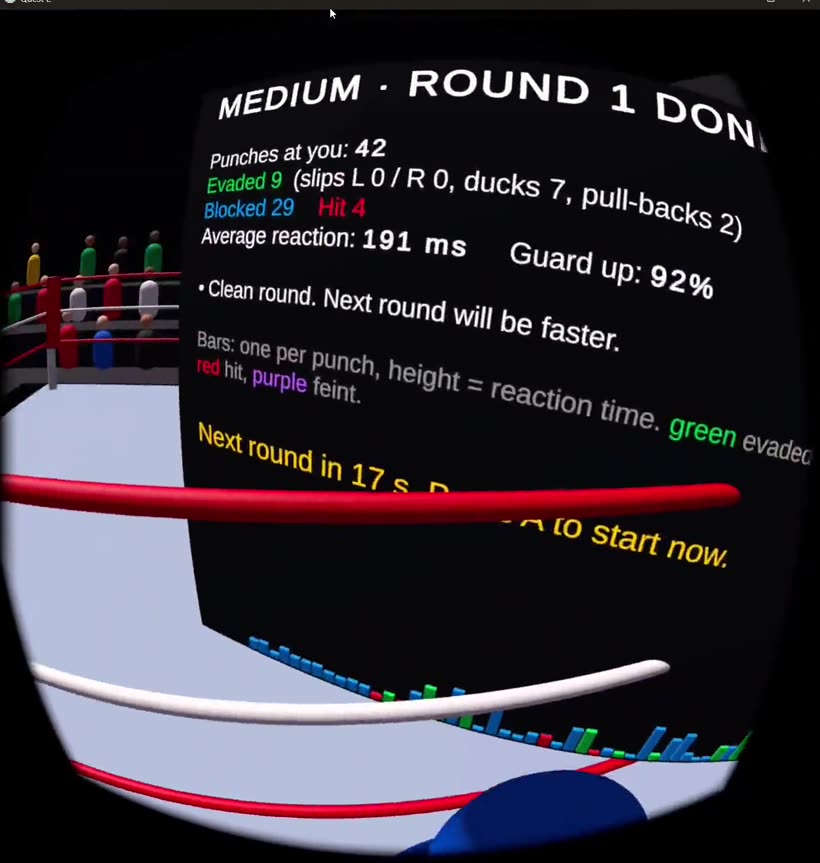 MEDIUM · ROUND 1
Punches at you: 42
Evaded 9 (slips L 0 / R 0, ducks 7, pull-backs 2)
Blocked 29 Hit 4
Average reaction: 191 ms Guard up: 92%
• Clean round. Next round will be faster.
Bars: one per punch, height = reaction time. green evaded
red hit, purple feint.
Next round in 17 s. A to start now.